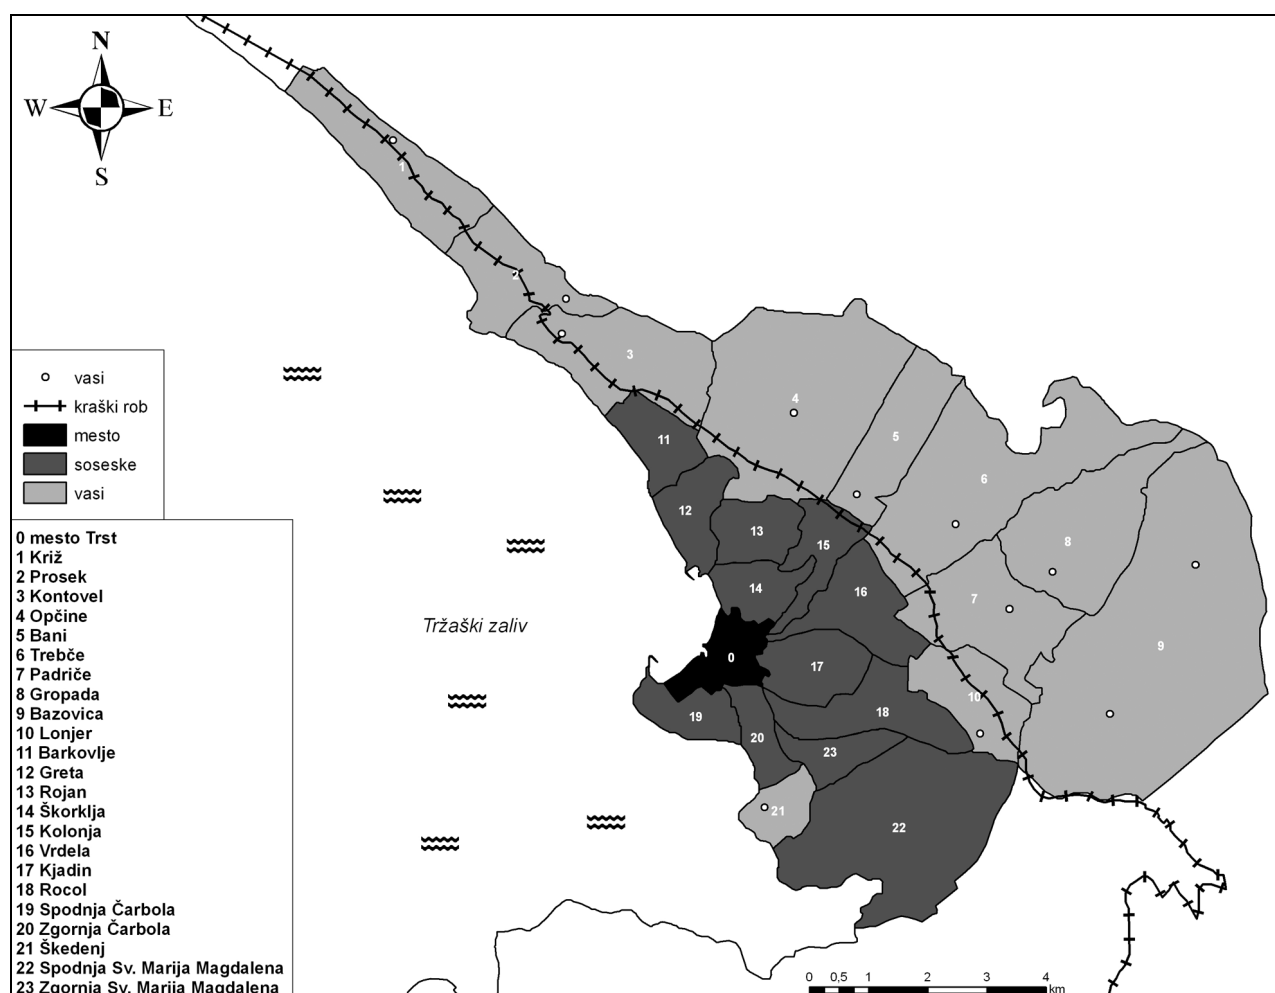 N
W E
S
1
2
3
4
5
6
7
8
9
10
11
12
13
14
15
16
17
18
19
20
21
22
23
0
Tržaški zaliv
vasi
kraški rob
mesto
soseske
vasi
0 mesto Trst
1 Križ
2 Prosek
3 Kontovel
4 Opčine
5 Bani
6 Trebče
7 Padriče
8 Gropada
9 Bazovica
10 Lonjer
11 Barkovlje
12 Greta
13 Rojan
14 Škorklja
15 Kolonja
16 Vrdela
17 Kjadin
18 Rocol
19 Spodnja Čarbola
20 Zgornja Čarbola
21 Škedenj
22 Spodnja Sv. Marija Magdalena
23 Zgornja Sv. Marija Magdalena
0 0,5 1 2 3 4
km